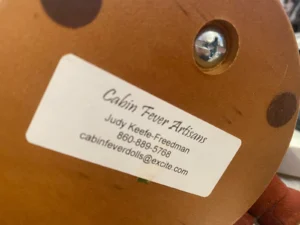 Cabin Fever Artisans
Judy Keefe-Freedman
860-889-5768
cabinfeverdolls@excite.com